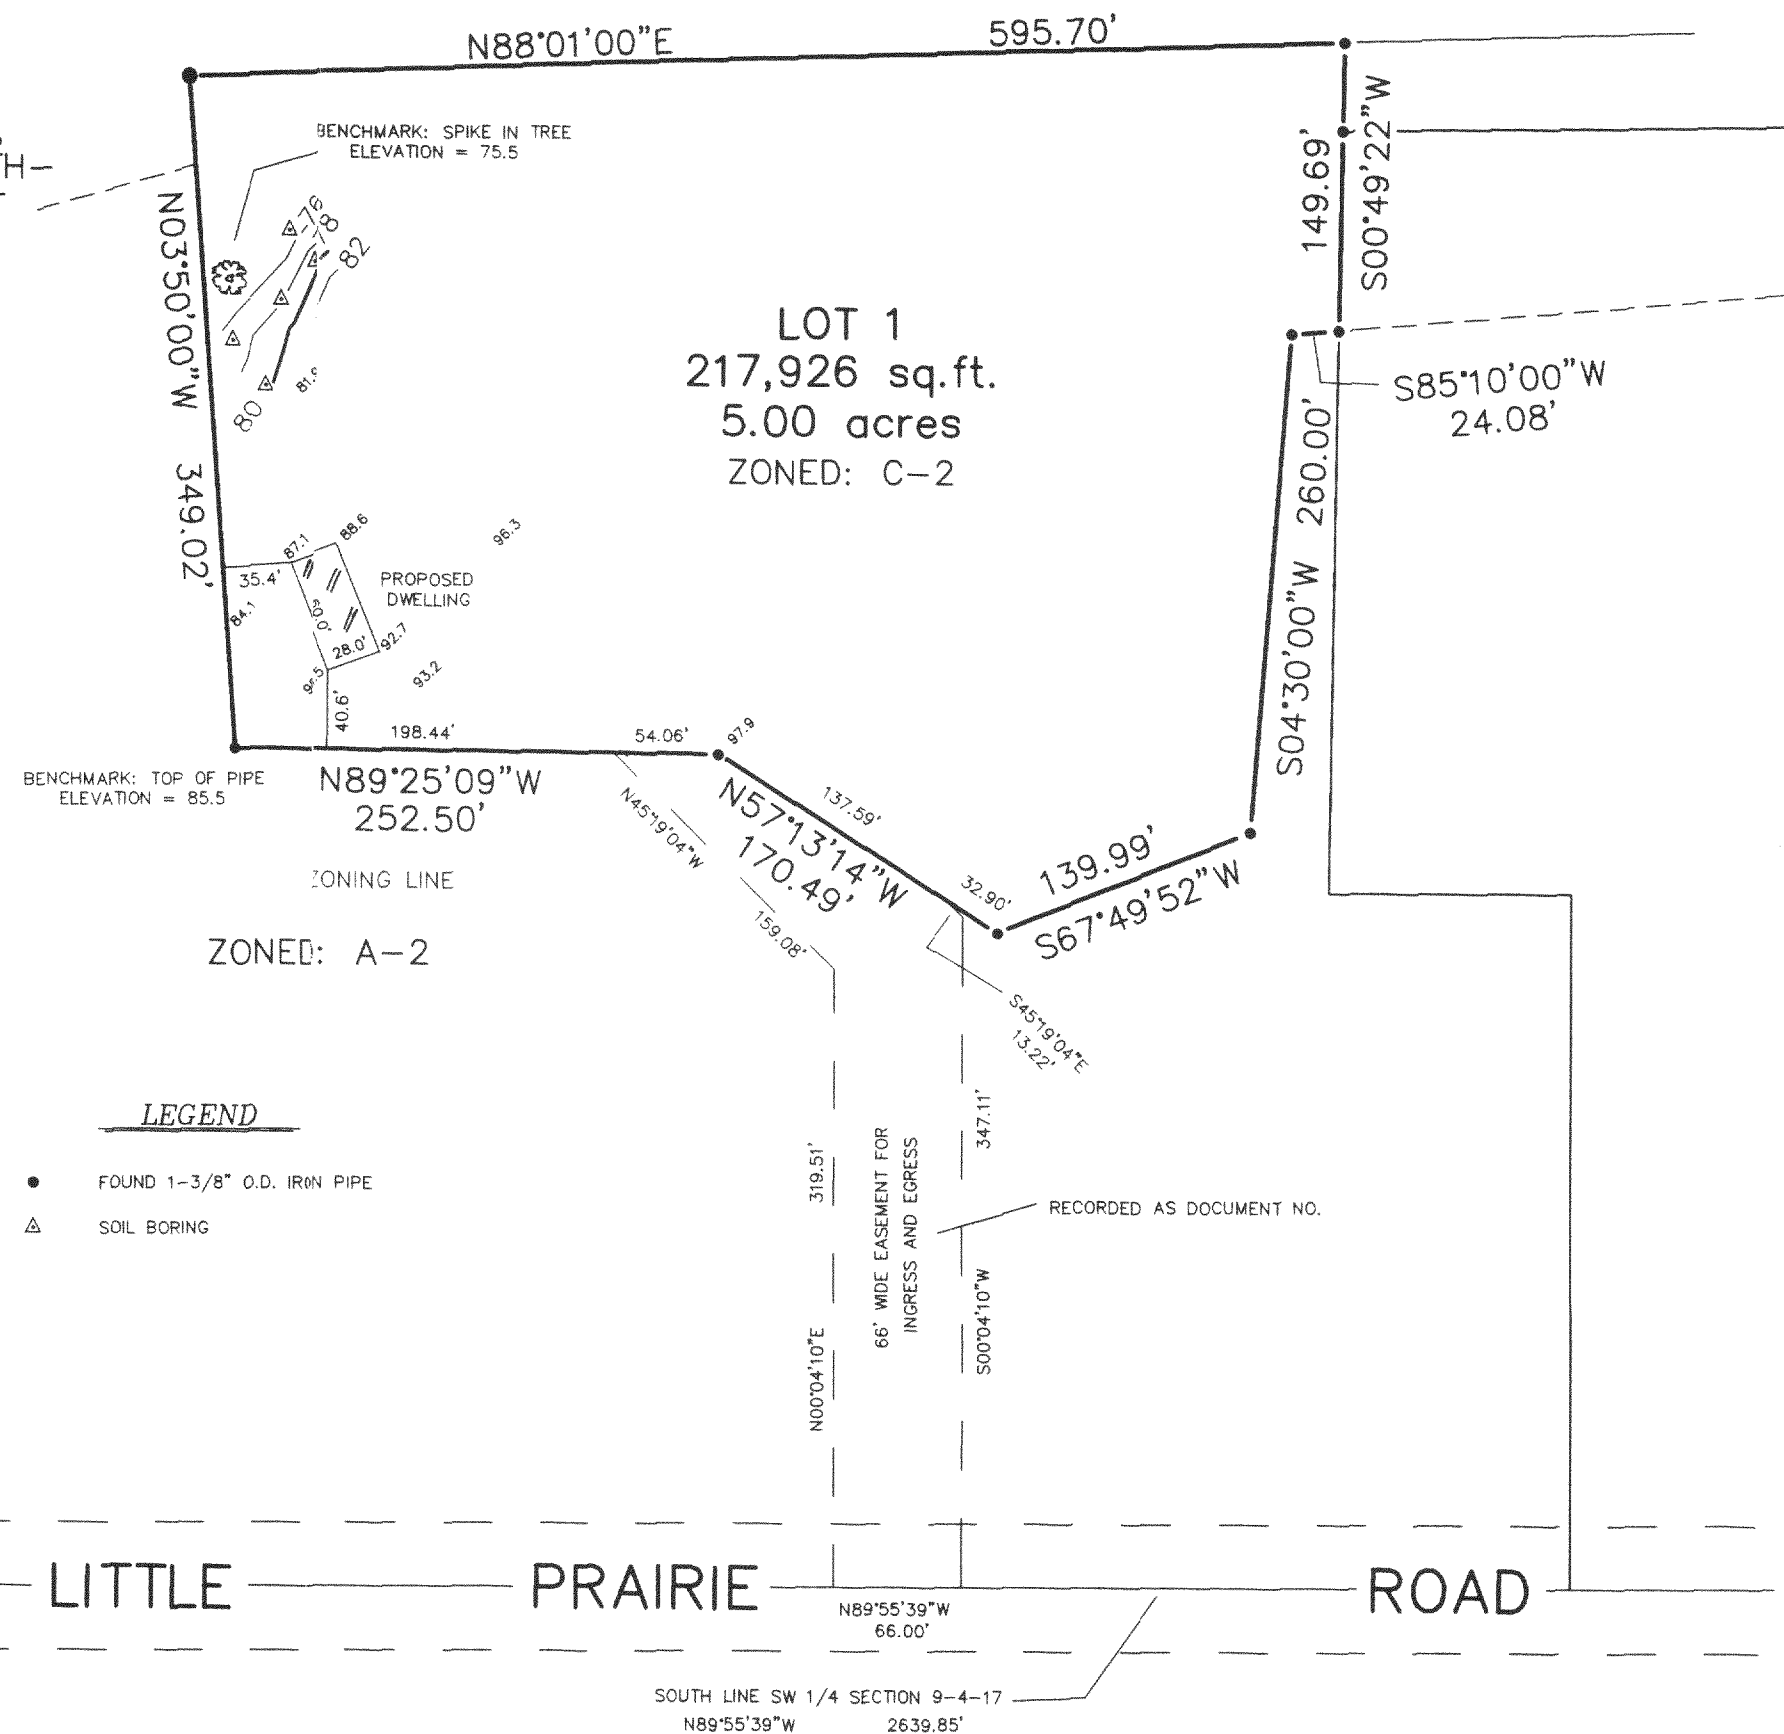 N88°01'00"E
595.70'
BENCHMARK: SPIKE IN TREE
ELEVATION = 75.5
H-
N03°50'00"W 349.02'
149.69'
S00°49'22"W
76
78
82
80
81.9
LOT 1
217,926 sq.ft.
5.00 acres
ZONED: C-2
S85°10'00"W
24.08'
S04°30'00"W 260.00'
87.1
88.6
96.3
35.4'
84.1
60.0'
28.0'
PROPOSED
DWELLING
92.7
93.2
40.6'
198.44'
54.06'
97.9
BENCHMARK: TOP OF PIPE
ELEVATION = 85.5
N89°25'09"W
252.50'
ZONING LINE
ZONED: A-2
N45°19'04"W
159.08'
137.59'
N57°13'14"W
170.49'
32.90'
139.99'
S67°49'52"W
S45°19'04"E
13.22'
LEGEND
FOUND 1-3/8" O.D. IRON PIPE
SOIL BORING
319.51'
N00°04'10"E
66' WIDE EASEMENT FOR
INGRESS AND EGRESS
347.11'
S00°04'10"W
RECORDED AS DOCUMENT NO.
LITTLE PRAIRIE ROAD
N89°55'39"W
66.00'
SOUTH LINE SW 1/4 SECTION 9-4-17
N89°55'39"W 2639.85'